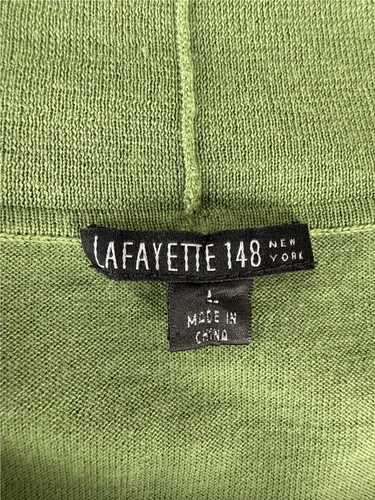 LAFAYETTE 148 NEW YORK
L
MADE IN
CHINA